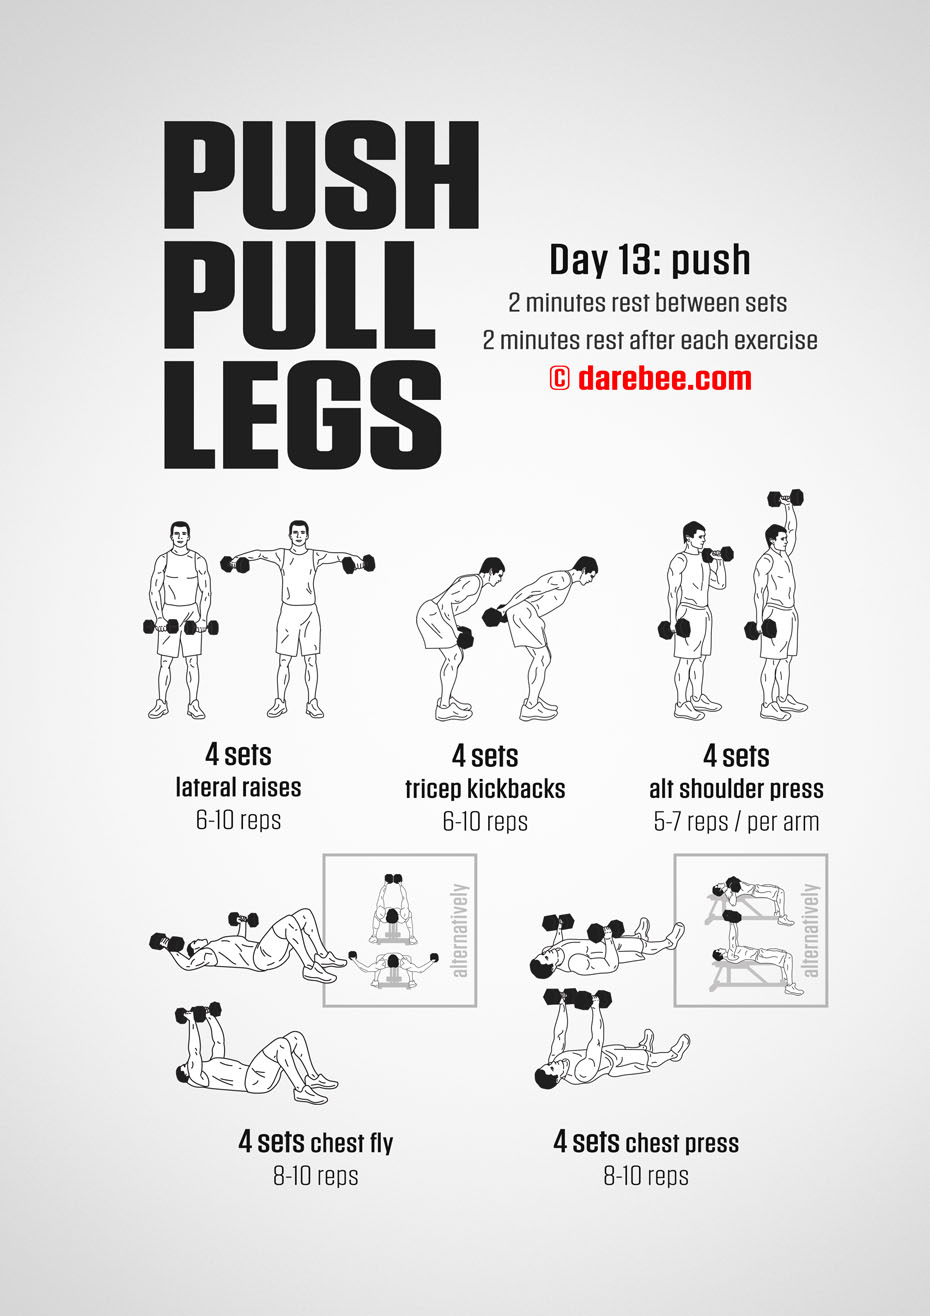 PUSH
PULL
LEGS
Day 13: push
2 minutes rest between sets
2 minutes rest after each exercise
© darebee.com
4 sets
lateral raises
6-10 reps
4 sets
tricep kickbacks
6-10 reps
4 sets
alt shoulder press
5-7 reps / per arm
alternatively
alternatively
4 sets chest fly
8-10 reps
4 sets chest press
8-10 reps